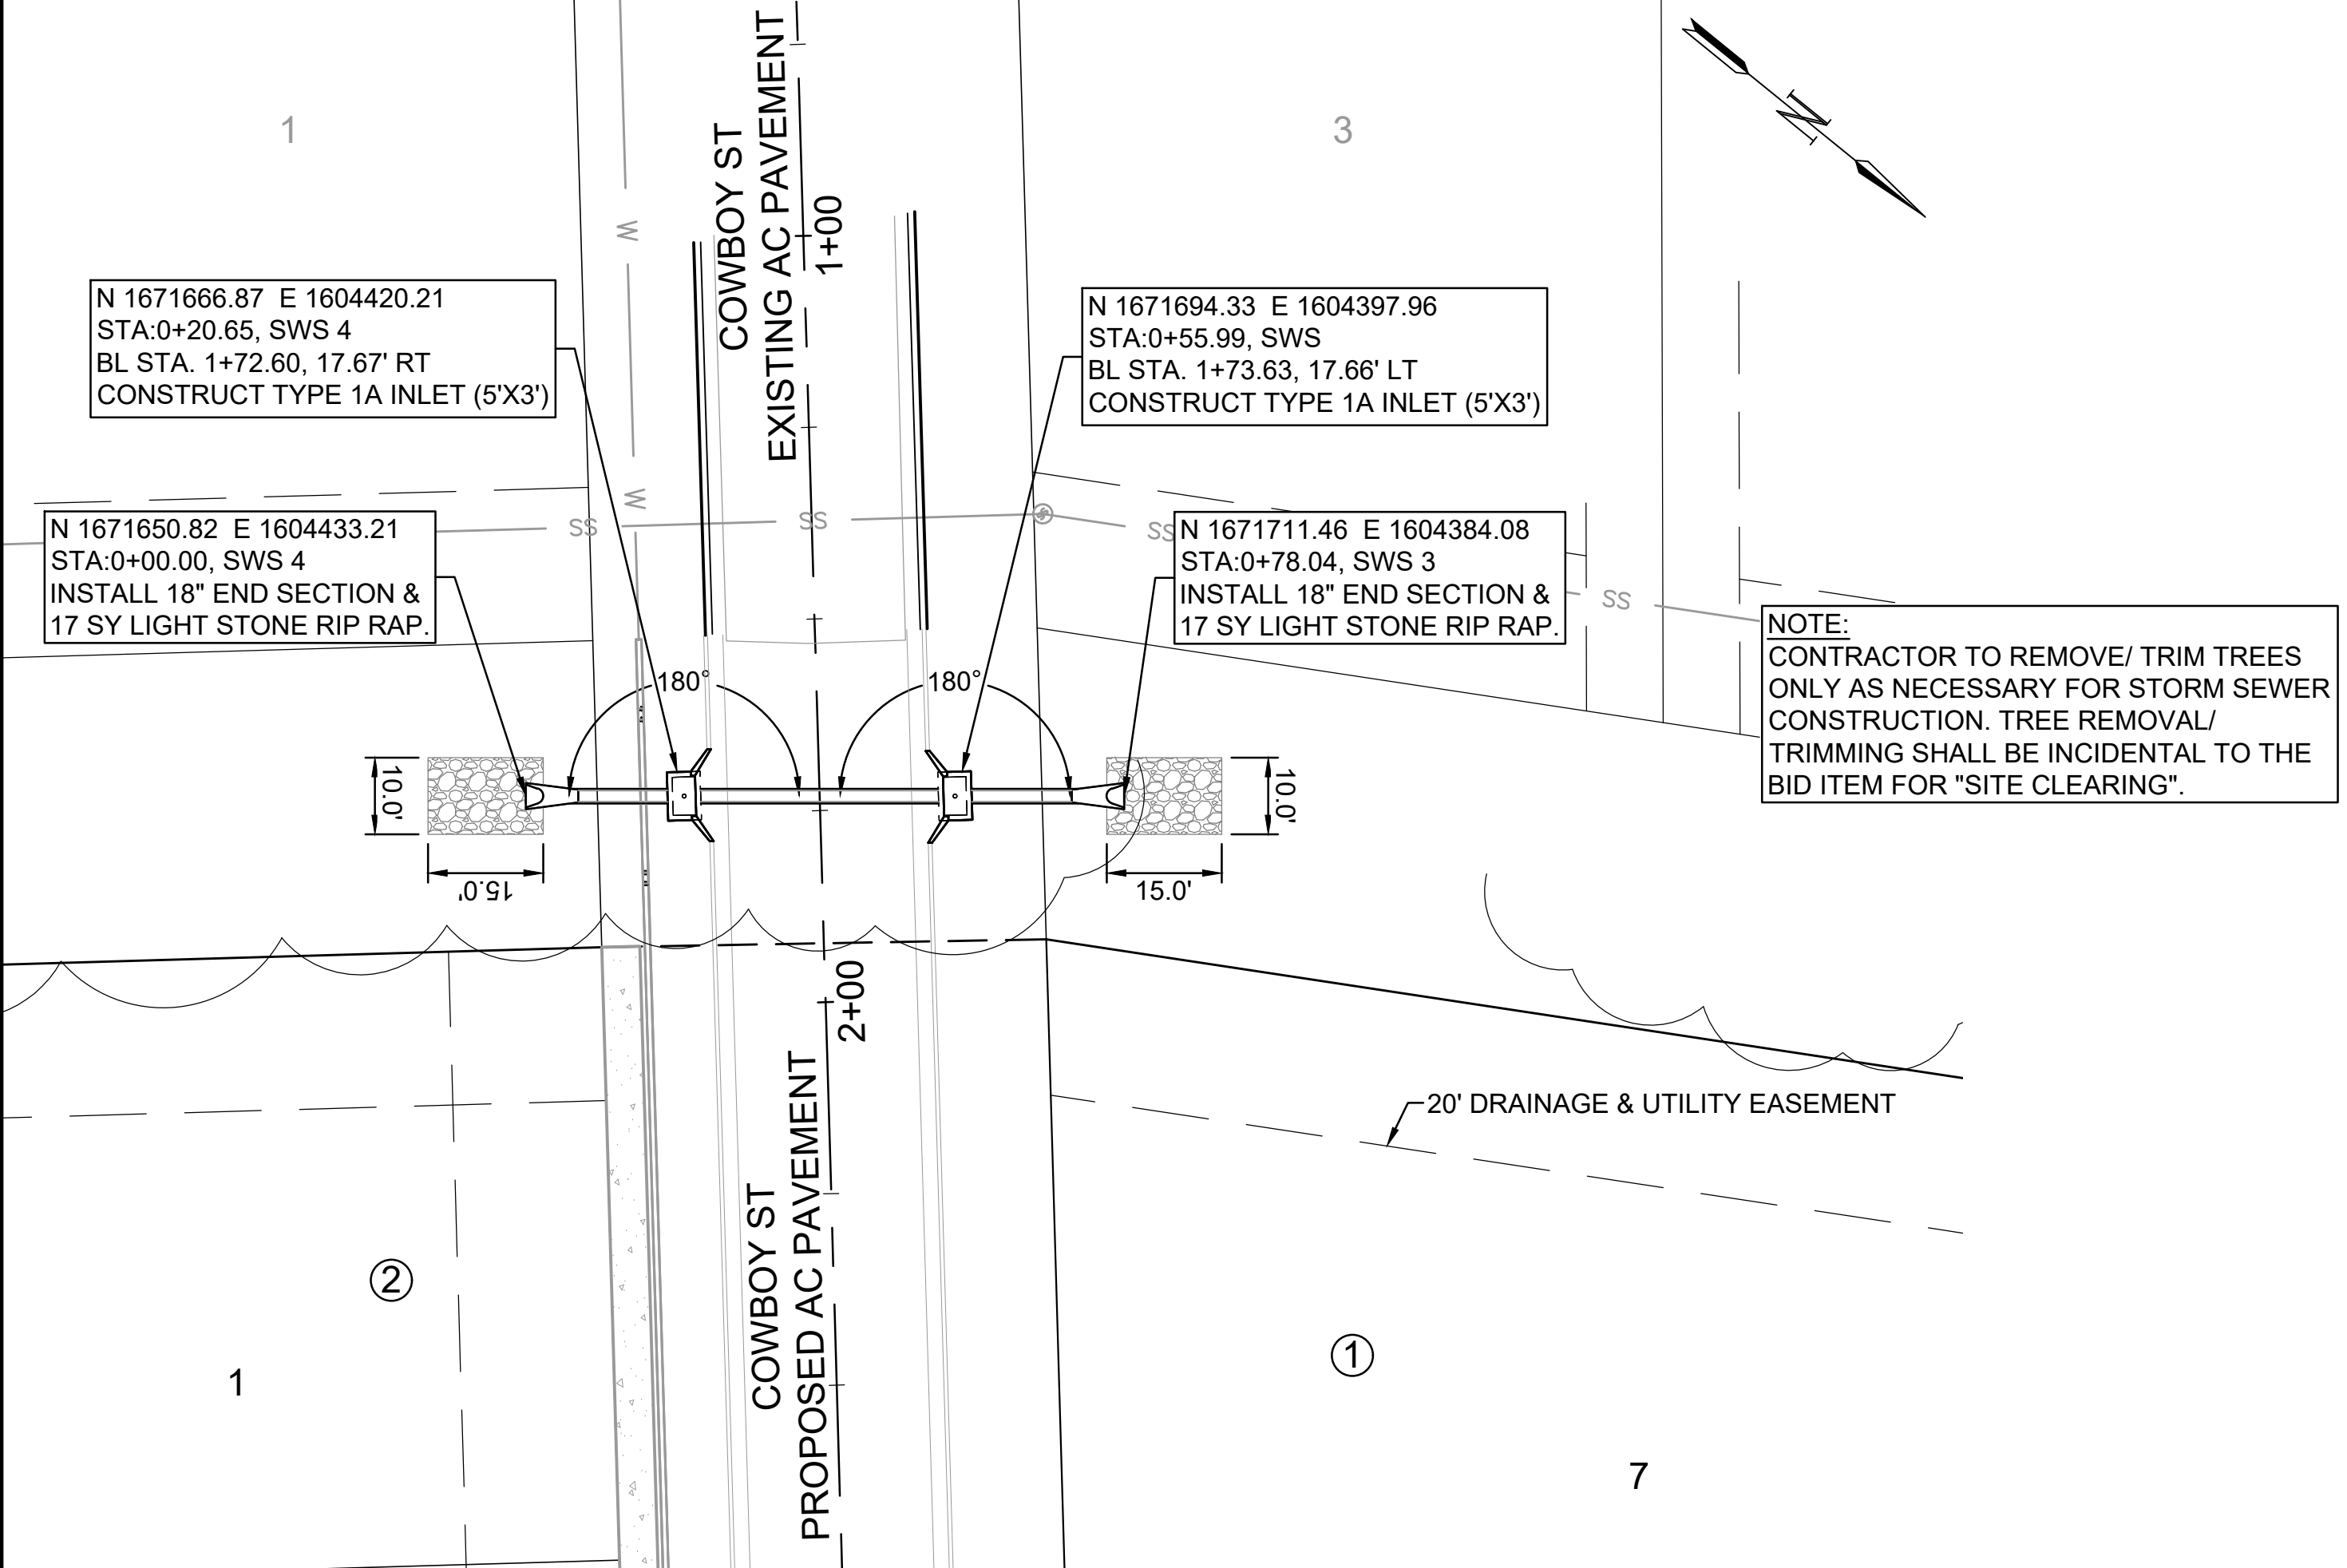 1
3
COWBOY ST
EXISTING AC PAVEMENT
1+00
N
W
W
N 1671666.87 E 1604420.21
STA:0+20.65, SWS 4
BL STA. 1+72.60, 17.67' RT
CONSTRUCT TYPE 1A INLET (5'X3')
N 1671694.33 E 1604397.96
STA:0+55.99, SWS
BL STA. 1+73.63, 17.66' LT
CONSTRUCT TYPE 1A INLET (5'X3')
N 1671650.82 E 1604433.21
STA:0+00.00, SWS 4
INSTALL 18" END SECTION &
17 SY LIGHT STONE RIP RAP.
SS
SS
S
SS
N 1671711.46 E 1604384.08
STA:0+78.04, SWS 3
INSTALL 18" END SECTION &
17 SY LIGHT STONE RIP RAP.
SS
NOTE:
CONTRACTOR TO REMOVE/ TRIM TREES
ONLY AS NECESSARY FOR STORM SEWER
CONSTRUCTION. TREE REMOVAL/
TRIMMING SHALL BE INCIDENTAL TO THE
BID ITEM FOR "SITE CLEARING".
180°
180°
10.0'
15.0'
10.0'
15.0'
2+00
COWBOY ST
PROPOSED AC PAVEMENT
20' DRAINAGE & UTILITY EASEMENT
2
1
1
7